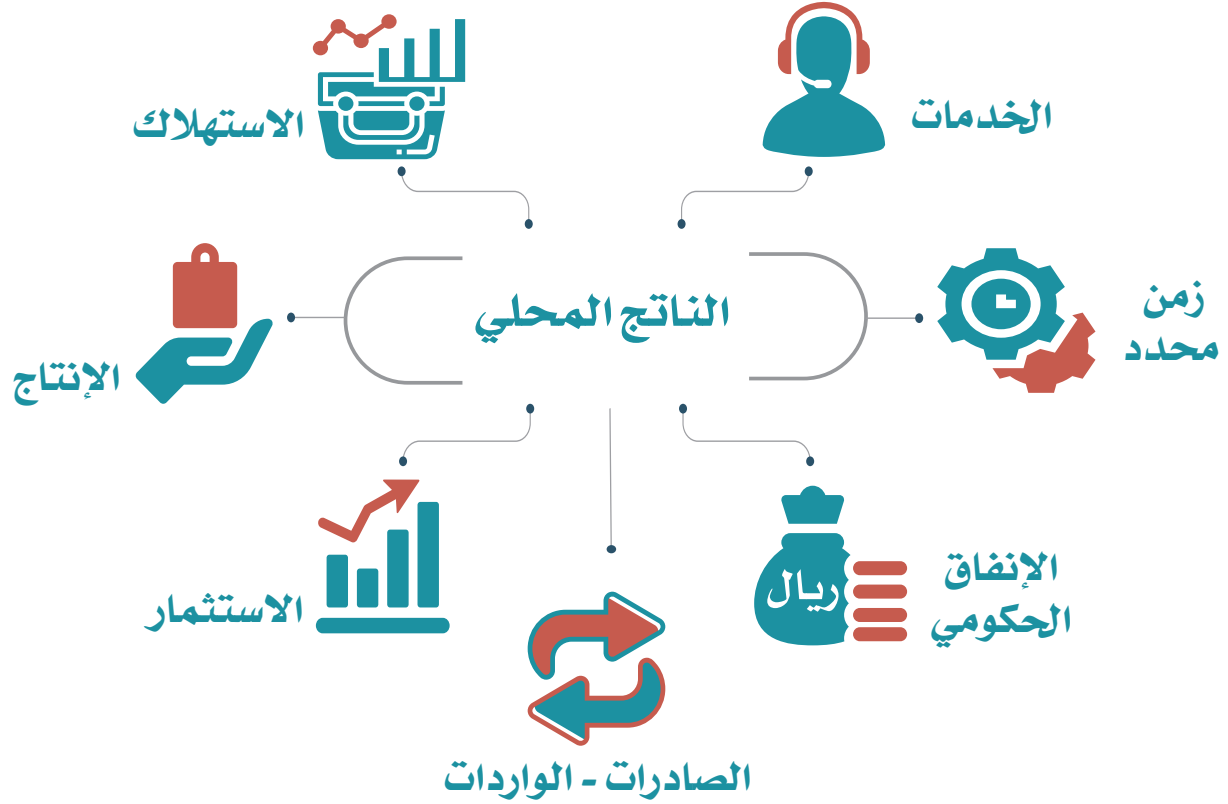 الخدمات
الاستهلاك
زمن
محدد
الناتج المحلي
الإنتاج
الإنفاق
الحكومي
ريال
الاستثمار
الصادرات - الواردات